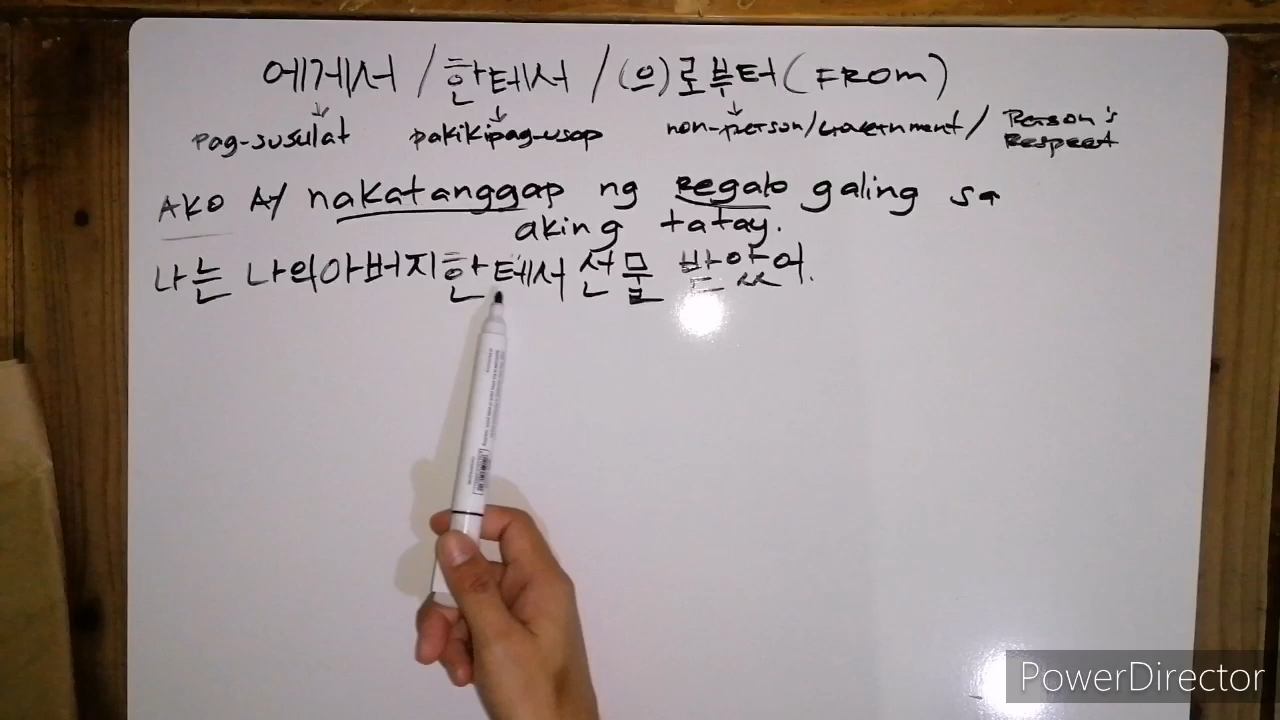 에게서 / 한테서 / (으)로부터 (FROM)
pag-susulat pakikipag-usap non-person/Government/ Person's Respect
AKO AY nakatanggap ng Regalo galing sa
aking tatay.
나는 나의아버지한테서 선물 받았어.
PowerDirector